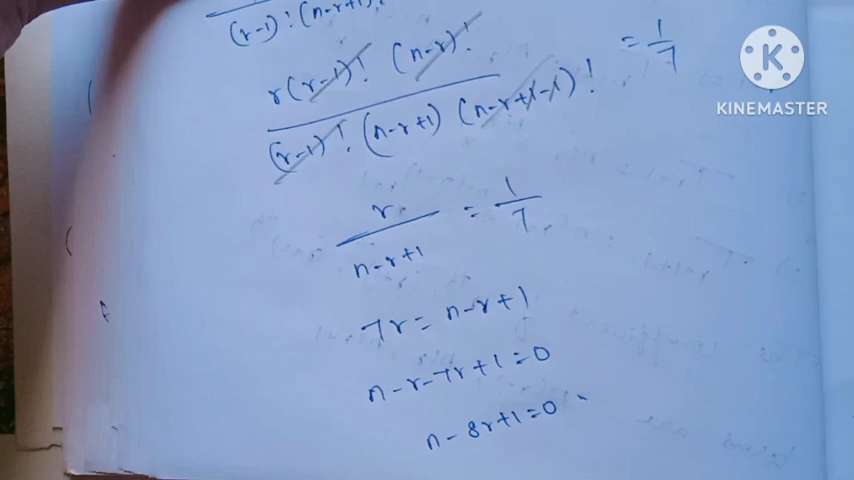 (r-1)! (n-r+1)!
r(r-1)! (n-r)!
= 1/7
(r-1)! (n-r+1) (n-r+1-1)!
r / n-r+1 = 1/7
7r = n-r+1
n-r-7r+1=0
n-8r+1=0
KINEMASTER